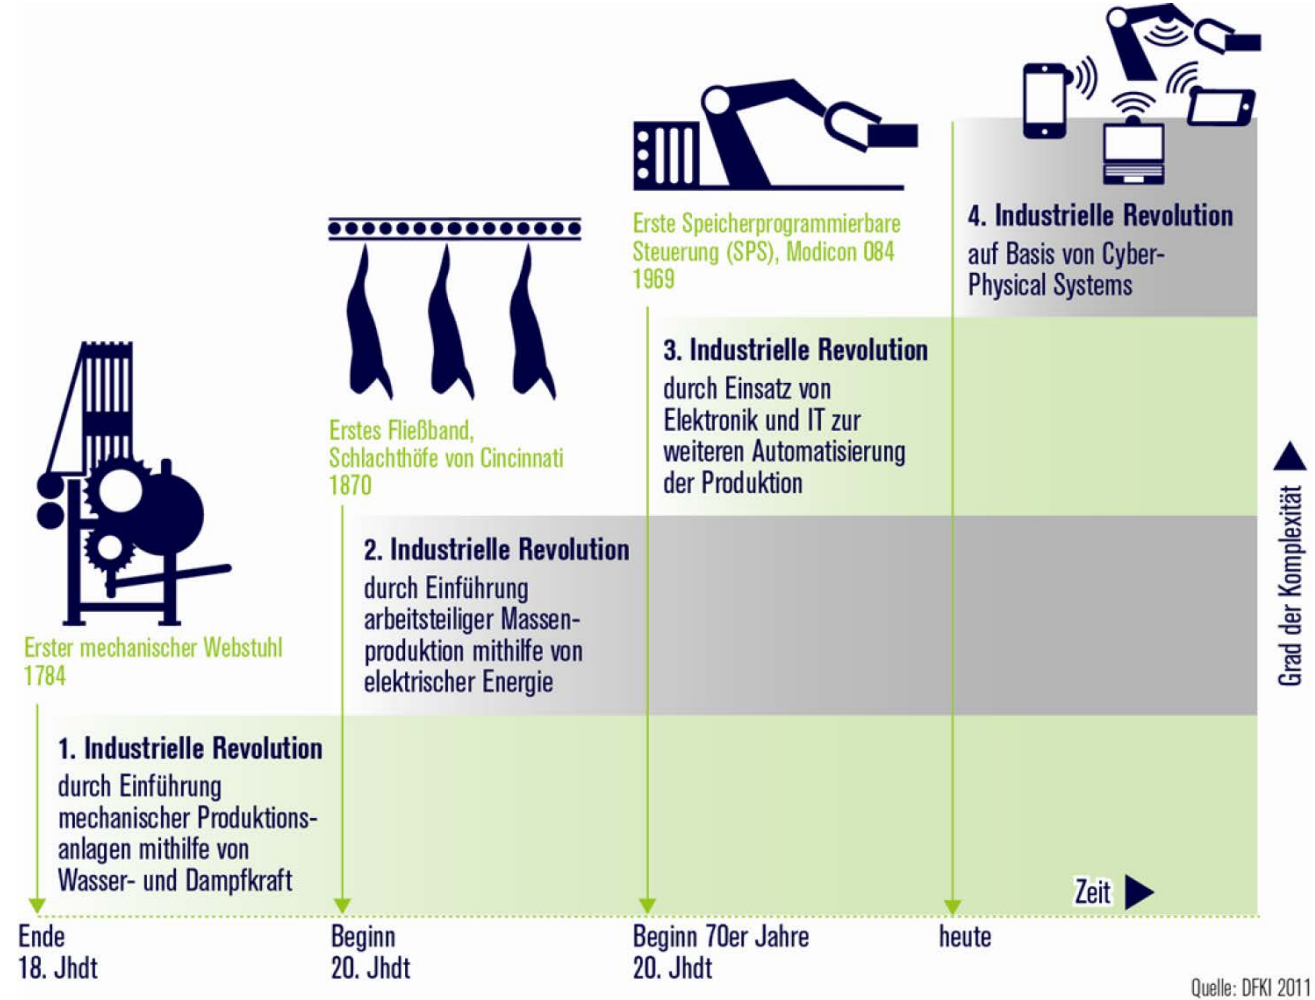 Erste Speicherprogrammierbare
Steuerung (SPS), Modicon 084
1969
4. Industrielle Revolution
auf Basis von Cyber-
Physical Systems
3. Industrielle Revolution
durch Einsatz von
Elektronik und IT zur
weiteren Automatisierung
der Produktion
Erstes Fließband,
Schlachthöfe von Cincinnati
1870
2. Industrielle Revolution
durch Einführung
arbeitsteiliger Massen-
produktion mithilfe von
elektrischer Energie
Erster mechanischer Webstuhl
1784
1. Industrielle Revolution
durch Einführung
mechanischer Produktions-
anlagen mithilfe von
Wasser- und Dampfkraft
Grad der Komplexität
Zeit
Ende
18. Jhdt
Beginn
20. Jhdt
Beginn 70er Jahre
20. Jhdt
heute
Quelle: DFKI 2011